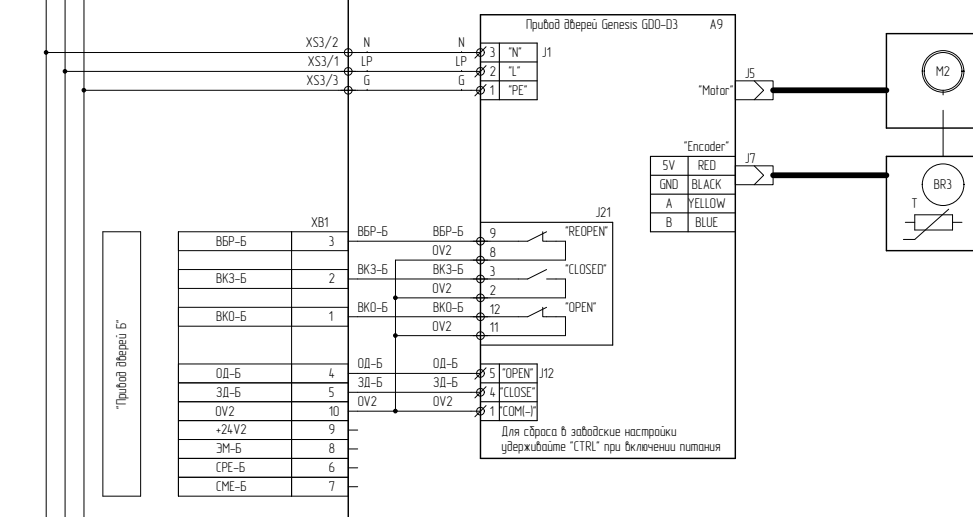 Привод дверей Genesis GDO-D3 A9
XS3/2 N N 3 "N" J1
XS3/1 LP LP 2 "L"
XS3/3 G G 1 "PE"
"Motor" J5
M2
"Encoder" J7
5V RED
GND BLACK
A YELLOW
B BLUE
BR3
T
"Привод дверей Б"
XB1
J21
ВБР-Б 3 ВБР-Б ВБР-Б 9 "REOPEN"
0V2 8
ВКЗ-Б 2 ВКЗ-Б ВКЗ-Б 3 "CLOSED"
0V2 2
ВКО-Б 1 ВКО-Б ВКО-Б 12 "OPEN"
0V2 11
ОД-Б 4 ОД-Б ОД-Б 5 "OPEN" J12
ЗД-Б 5 ЗД-Б ЗД-Б 4 "CLOSE"
0V2 10 0V2 0V2 1 "COM(-)"
+24V2 9
ЭМ-Б 8
СРЕ-Б 6
СМЕ-Б 7
Для сброса в заводские настройки
удерживайте "CTRL" при включении питания